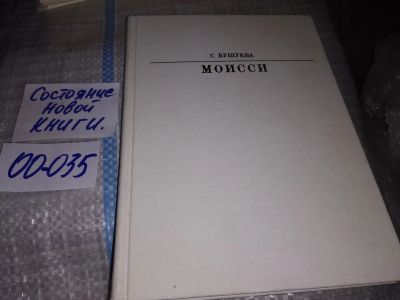 Состояние
новой
книги.
00-035
С. БУШУЕВА
МОИССИ